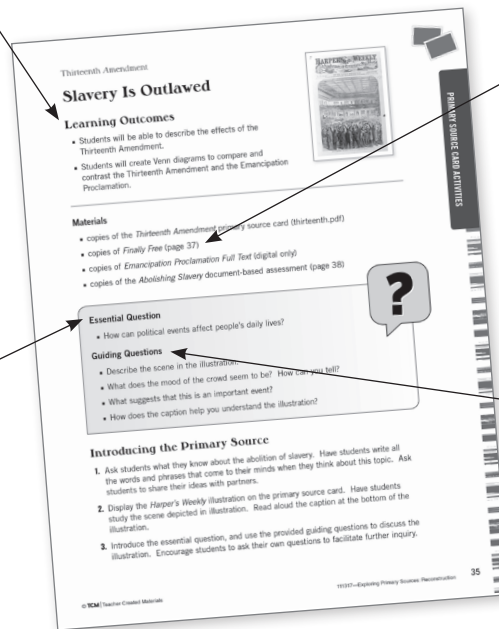 Thirteenth Amendment
Slavery Is Outlawed
Learning Outcomes
• Students will be able to describe the effects of the
Thirteenth Amendment.
• Students will create Venn diagrams to compare and
contrast the Thirteenth Amendment and the Emancipation
Proclamation.
HARPER'S WEEKLY
PRIMARY SOURCE CARD ACTIVITIES
Materials
• copies of the Thirteenth Amendment primary source card (thirteenth.pdf)
• copies of Finally Free (page 37)
• copies of Emancipation Proclamation Full Text (digital only)
• copies of the Abolishing Slavery document-based assessment (page 38)
?
Essential Question
• How can political events affect people's daily lives?
Guiding Questions
• Describe the scene in the illustration.
• What does the mood of the crowd seem to be? How can you tell?
• What suggests that this is an important event?
• How does the caption help you understand the illustration?
Introducing the Primary Source
1. Ask students what they know about the abolition of slavery. Have students write all
the words and phrases that come to their minds when they think about this topic. Ask
students to share their ideas with partners.
2. Display the Harper's Weekly illustration on the primary source card. Have students
study the scene depicted in illustration. Read aloud the caption at the bottom of the
illustration.
3. Introduce the essential question, and use the provided guiding questions to discuss the
illustration. Encourage students to ask their own questions to facilitate further inquiry.
© TCM | Teacher Created Materials
111317—Exploring Primary Sources: Reconstruction
35